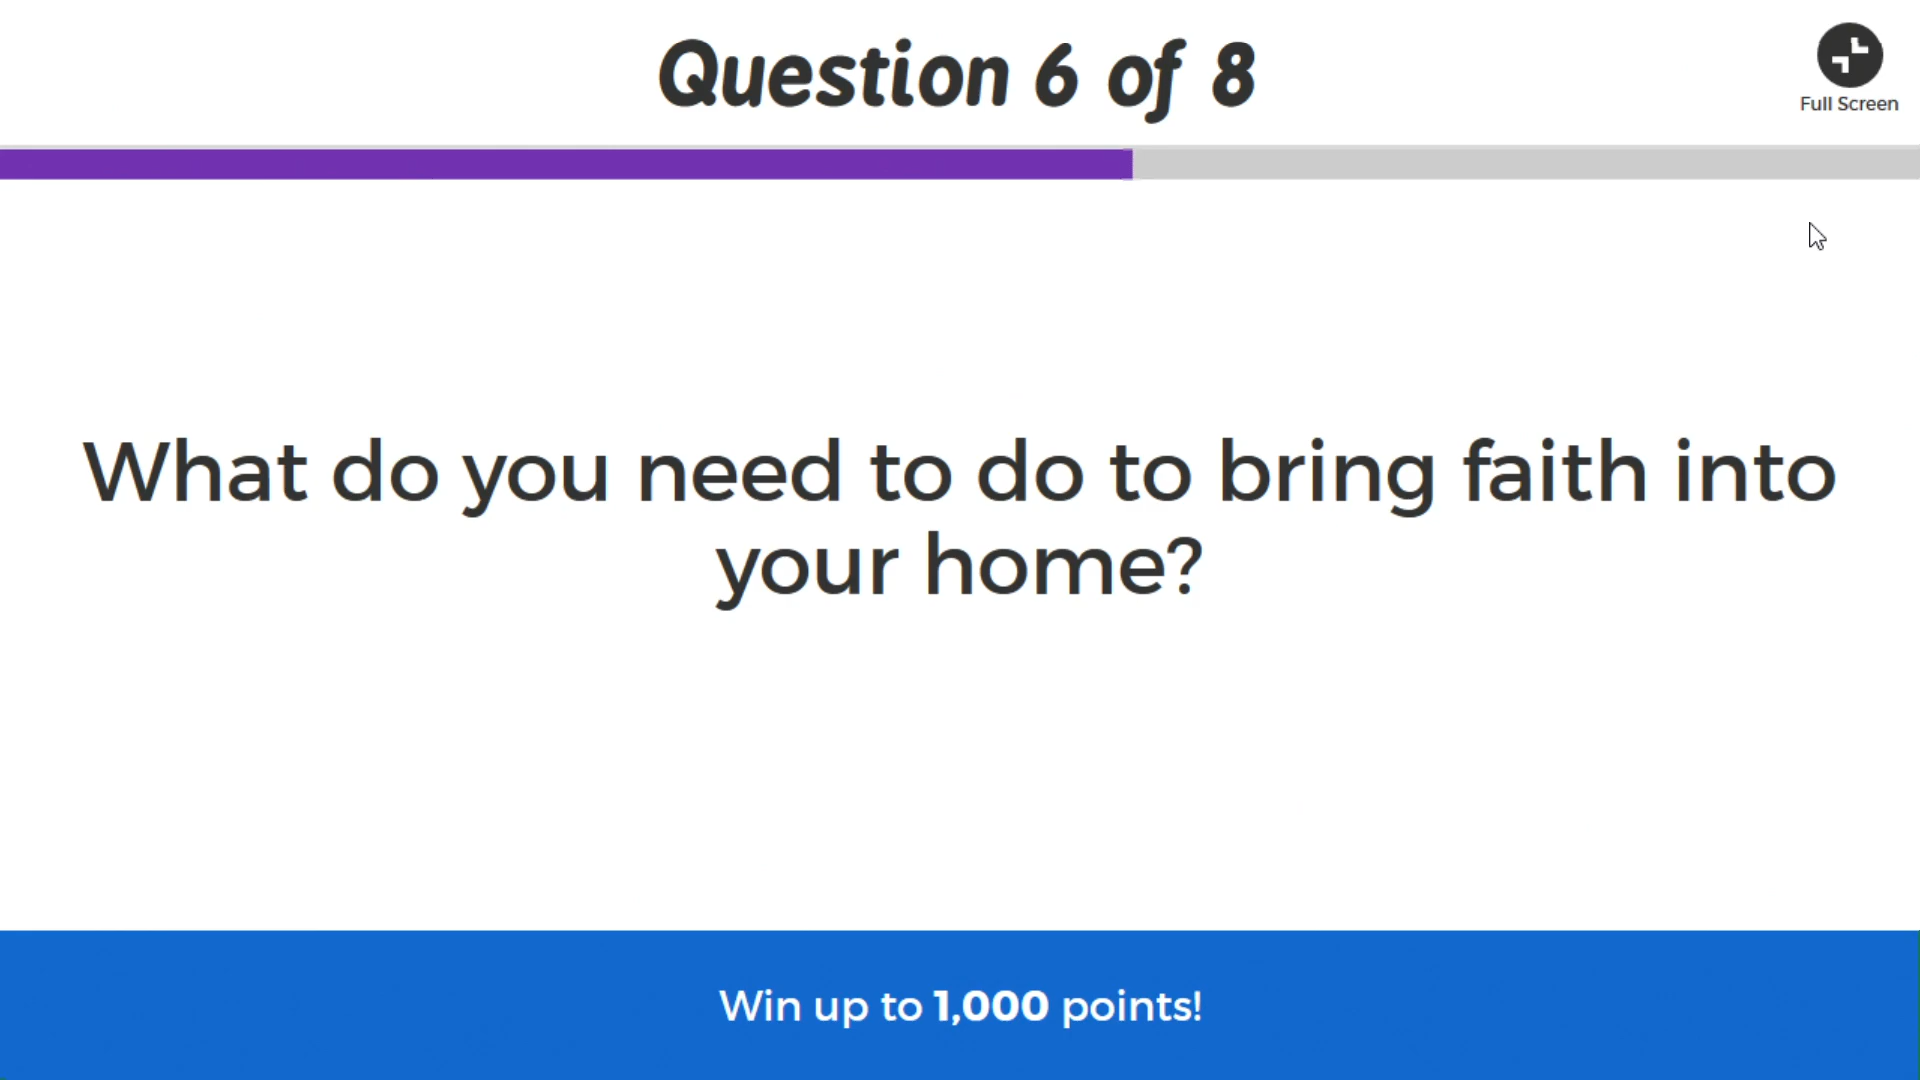 Question 6 of 8
Full Screen
What do you need to do to bring faith into
your home?
Win up to 1,000 points!